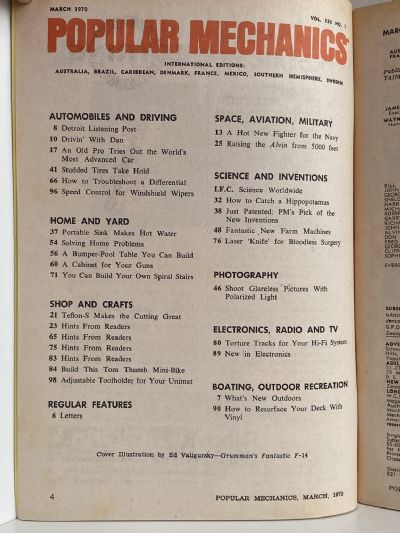 MARCH 1970
VOL. 133 NO. 3
POPULAR MECHANICS
INTERNATIONAL EDITIONS:
AUSTRALIA, BRAZIL, CARIBBEAN, DENMARK, FRANCE, MEXICO, SOUTHERN HEMISPHERE, SWEDEN
AUTOMOBILES AND DRIVING
8 Detroit Listening Post
10 Drivin' With Dan
17 An Old Pro Tries Out the World's
Most Advanced Car
41 Studded Tires Take Hold
66 How to Troubleshoot a Differential
96 Speed Control for Windshield Wipers
HOME AND YARD
37 Portable Sink Makes Hot Water
54 Solving Home Problems
56 A Bumper-Pool Table You Can Build
60 A Cabinet for Your Guns
71 You Can Build Your Own Spiral Stairs
SHOP AND CRAFTS
21 Teflon-S Makes the Cutting Great
23 Hints From Readers
65 Hints From Readers
75 Hints From Readers
83 Hints From Readers
84 Build This Tom Thumb Mini-Bike
98 Adjustable Toolholder for Your Unimat
REGULAR FEATURES
6 Letters
SPACE, AVIATION, MILITARY
13 A Hot New Fighter for the Navy
25 Raising the Alvin from 5000 feet
SCIENCE AND INVENTIONS
I.F.C. Science Worldwide
32 How to Catch a Hippopotamus
38 Just Patented: PM's Pick of the
New Inventions
48 Fantastic New Farm Machines
76 Laser 'Knife' for Bloodless Surgery
PHOTOGRAPHY
46 Shoot Glareless Pictures With
Polarized Light
ELECTRONICS, RADIO AND TV
80 Torture Tracks for Your Hi-Fi System
89 New in Electronics
BOATING, OUTDOOR RECREATION
7 What's New Outdoors
90 How to Resurface Your Deck With
Vinyl
Cover Illustration by Ed Valigursky—Grumman's Fantastic F-14
4
POPULAR MECHANICS, MARCH, 1970